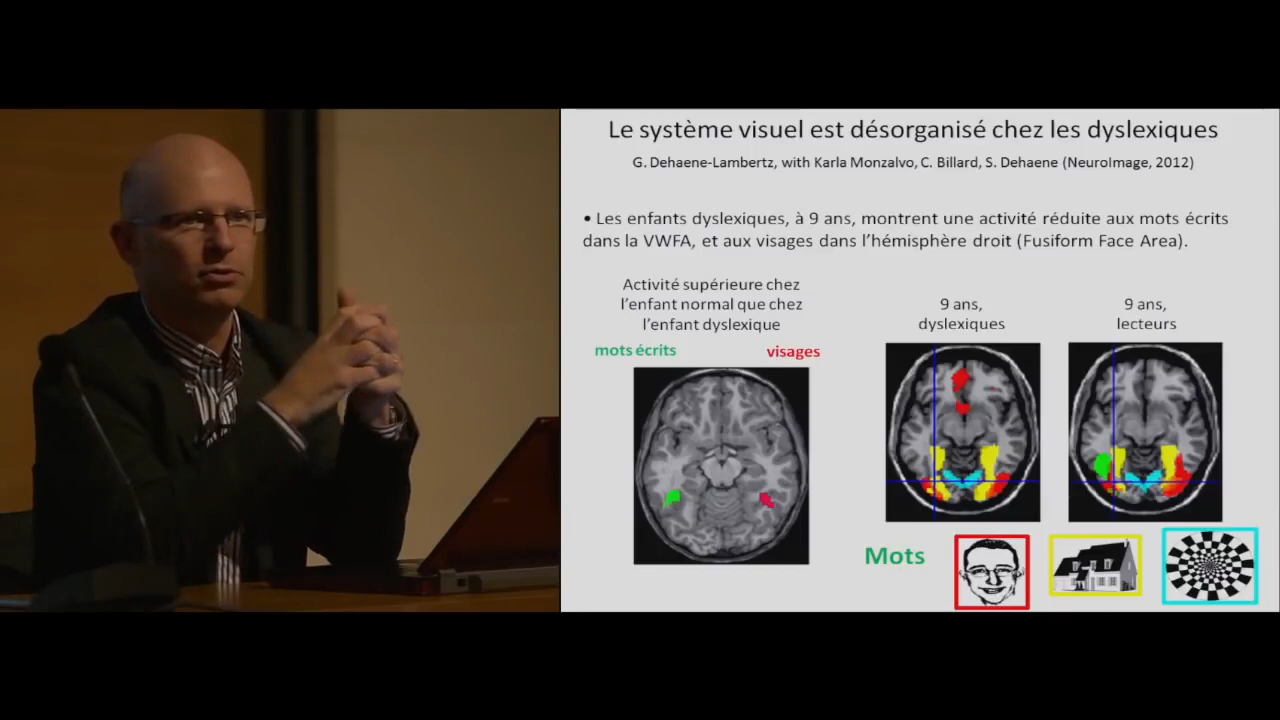 Le système visuel est désorganisé chez les dyslexiques
G. Dehaene-Lambertz, with Karla Monzalvo, C. Billard, S. Dehaene (NeuroImage, 2012)
• Les enfants dyslexiques, à 9 ans, montrent une activité réduite aux mots écrits
dans la VWFA, et aux visages dans l’hémisphère droit (Fusiform Face Area).
Activité supérieure chez
l’enfant normal que chez
l’enfant dyslexique
mots écrits visages
9 ans,
dyslexiques
9 ans,
lecteurs
Mots